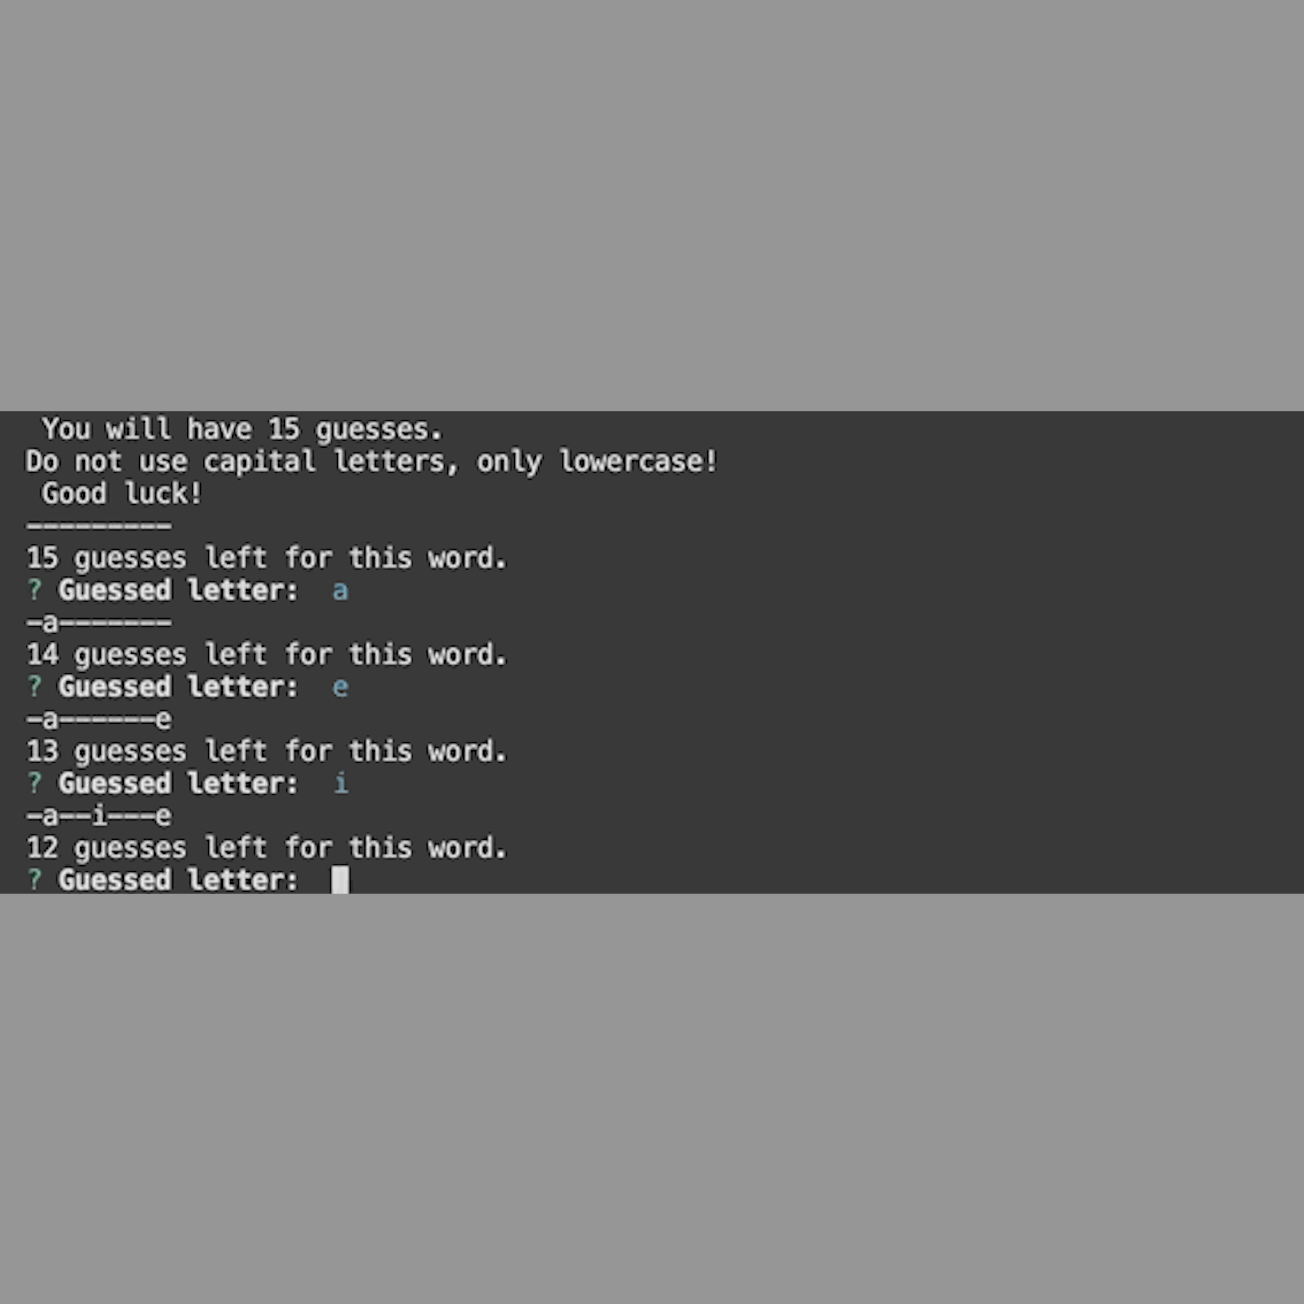 You will have 15 guesses.
Do not use capital letters, only lowercase!
Good luck!
---------
15 guesses left for this word.
? Guessed letter: a
-a-------
14 guesses left for this word.
? Guessed letter: e
-a------e
13 guesses left for this word.
? Guessed letter: i
-a--i---e
12 guesses left for this word.
? Guessed letter: